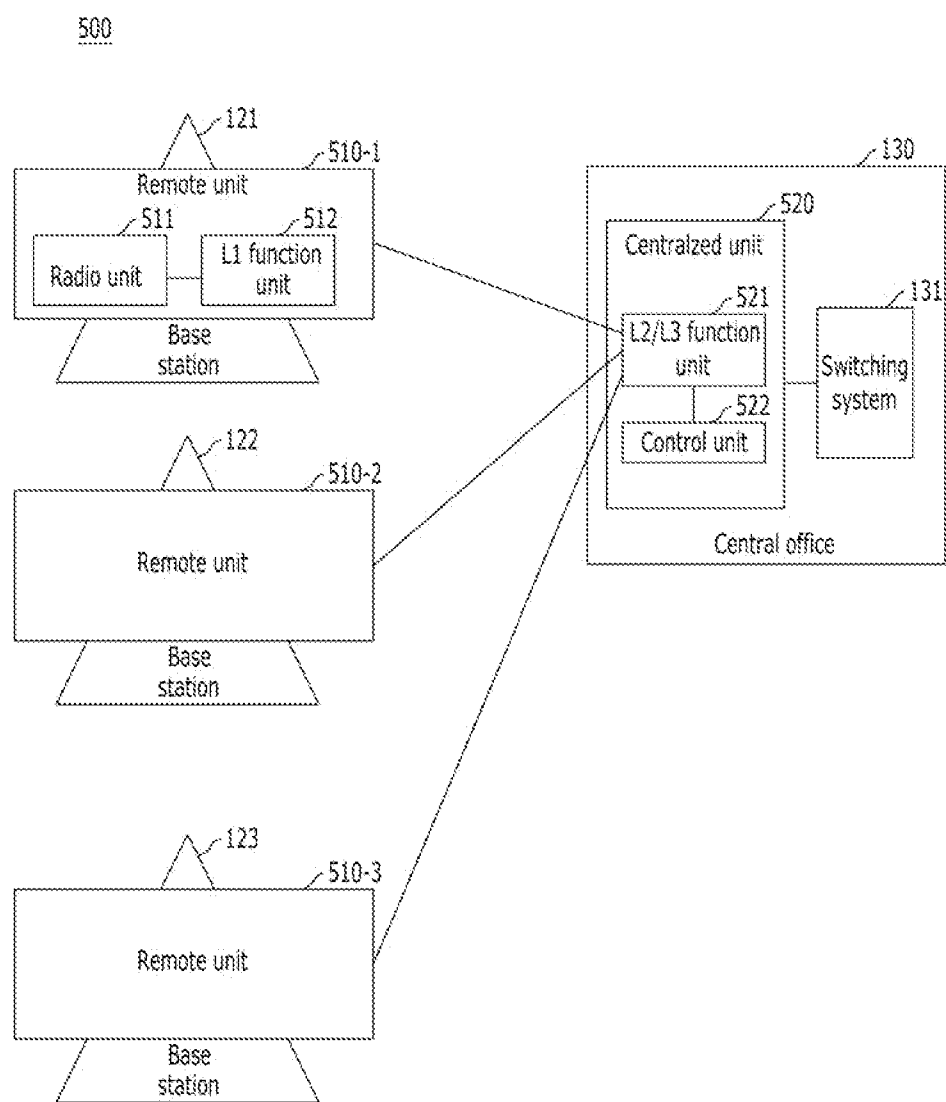 500
121
510-1
Remote unit
511
512
Radio unit
L1 function
unit
Base
station
122
510-2
Remote unit
Base
station
123
510-3
Remote unit
Base
station
130
520
Centralzed unit
521
131
L2/L3 function
unit
Switching
system
522
Control unit
Central office